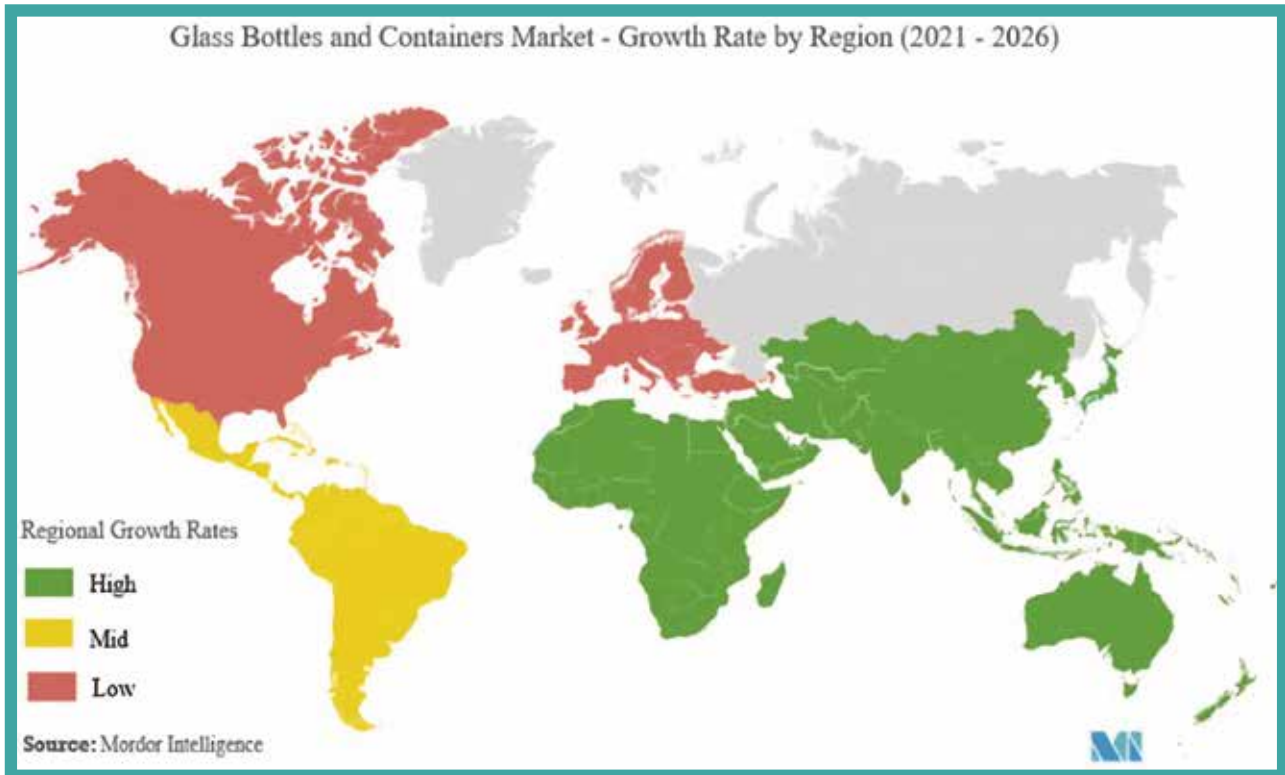 Glass Bottles and Containers Market - Growth Rate by Region (2021 - 2026)
Regional Growth Rates
High
Mid
Low
Source: Mordor Intelligence